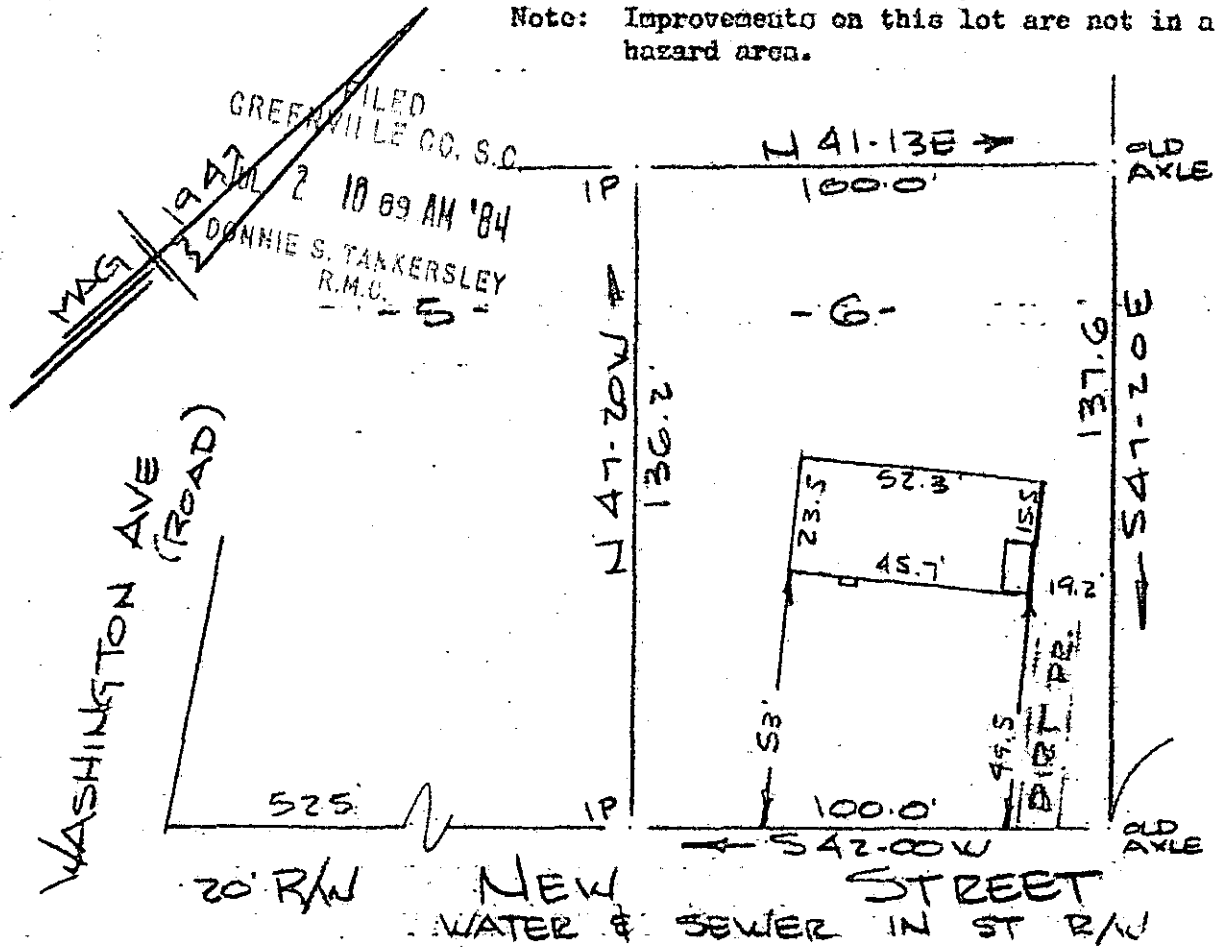 Note: Improvements on this lot are not in a
hazard area.
FILED
GREENVILLE CO. S.C.
JUL 2 10 09 AM '84
DONNIE S. TANKERSLEY
R.M.C.
MAG 1947
N 41-13E →
100.0'
OLD
AXLE
IP
- 5 -
- 6 -
N 47-20W
136.2'
137.6'
S 47-20E
WASHINGTON AVE
(ROAD)
52.3'
23.5
15.5
45.7'
19.2'
53'
49.5
DIRT DR.
525'
IP
100.0'
← S 42-00W
OLD
AXLE
20' R/W NEW STREET
WATER & SEWER IN ST R/W